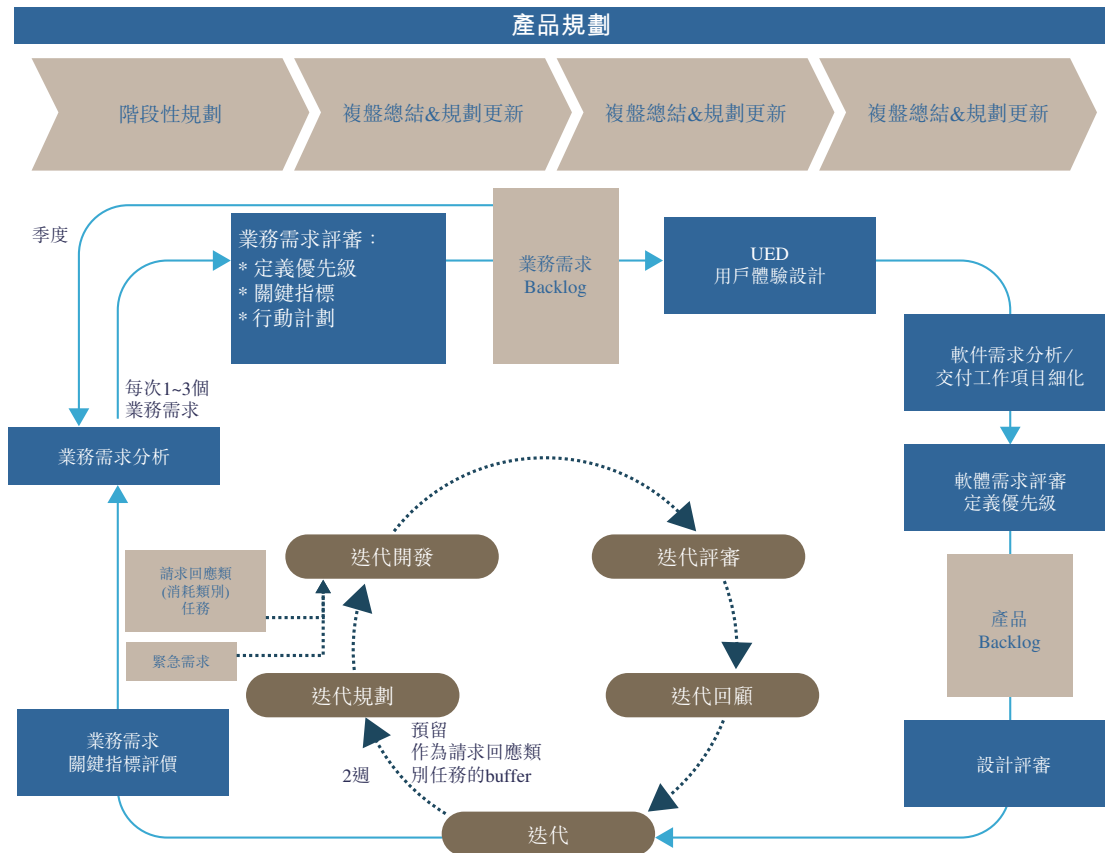 產品規劃
階段性規劃
複盤總結&規劃更新
複盤總結&規劃更新
複盤總結&規劃更新
季度
業務需求評審：
* 定義優先級
* 關鍵指標
* 行動計劃
業務需求
Backlog
UED
用戶體驗設計
軟件需求分析/
交付工作項目細化
每次1~3個
業務需求
業務需求分析
軟體需求評審
定義優先級
迭代開發
迭代評審
請求回應類
(消耗類別)
任務
產品
Backlog
緊急需求
迭代規劃
迭代回顧
預留
作為請求回應類
別任務的buffer
2週
業務需求
關鍵指標評價
設計評審
迭代